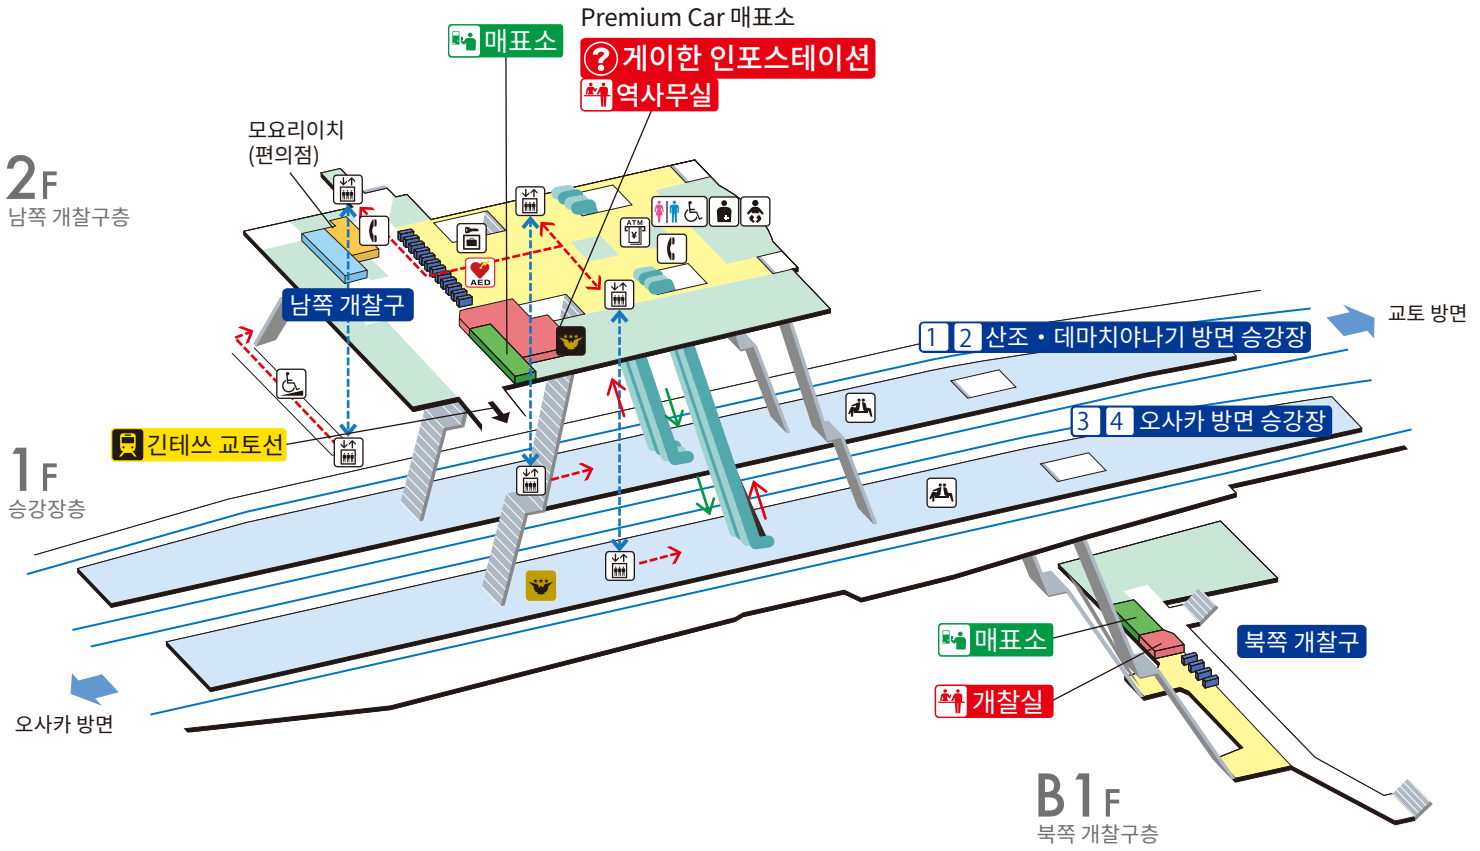 Premium Car 매표소
매표소
게이한 인포스테이션
역사무실
모요리이치
(편의점)
2F
남쪽 개찰구층
ATM
AED
남쪽 개찰구
교토 방면
1 2 산조・데마치야나기 방면 승강장
3 4 오사카 방면 승강장
긴테쓰 교토선
1F
승강장층
매표소
북쪽 개찰구
개찰실
오사카 방면
B1F
북쪽 개찰구층